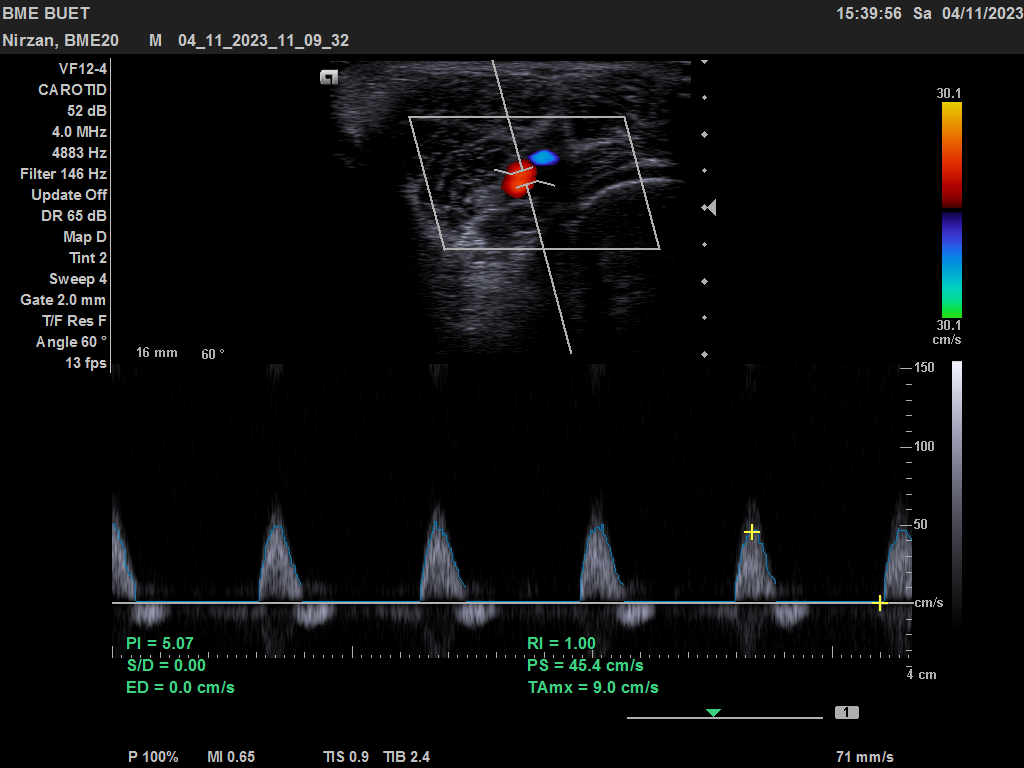 BME BUET 15:39:56 Sa 04/11/2023
Nirzan, BME20 M 04_11_2023_11_09_32
VF12-4
CAROTID
52 dB
4.0 MHz
4883 Hz
Filter 146 Hz
Update Off
DR 65 dB
Map D
Tint 2
Sweep 4
Gate 2.0 mm
T/F Res F
Angle 60 °
13 fps
16 mm 60 °
30.1
30.1
cm/s
150
100
50
cm/s
4 cm
PI = 5.07
S/D = 0.00
ED = 0.0 cm/s
RI = 1.00
PS = 45.4 cm/s
TAmx = 9.0 cm/s
1
P 100% MI 0.65 TIS 0.9 TIB 2.4 71 mm/s